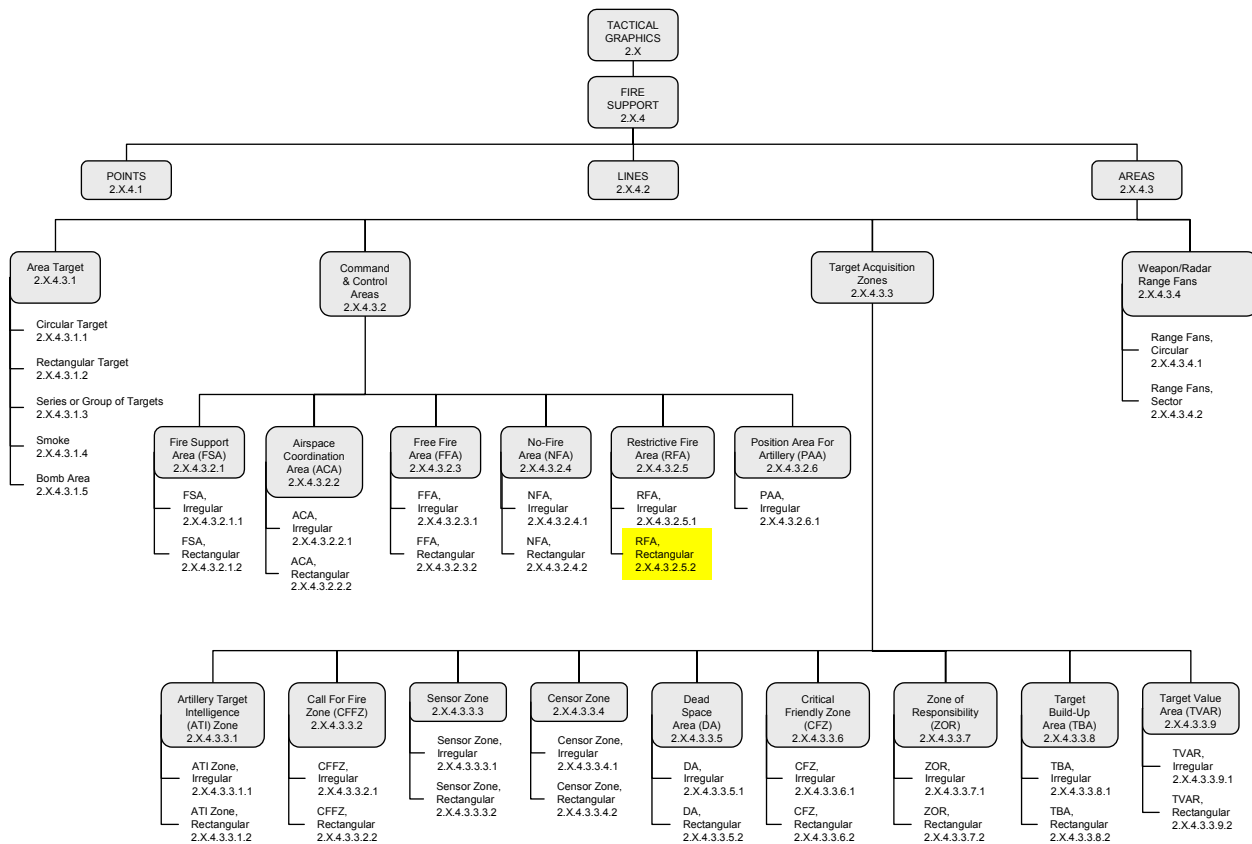 TACTICAL
GRAPHICS
2.X
FIRE
SUPPORT
2.X.4
POINTS
2.X.4.1
LINES
2.X.4.2
AREAS
2.X.4.3
Area Target
2.X.4.3.1
Circular Target
2.X.4.3.1.1
Rectangular Target
2.X.4.3.1.2
Series or Group of Targets
2.X.4.3.1.3
Smoke
2.X.4.3.1.4
Bomb Area
2.X.4.3.1.5
Command
& Control
Areas
2.X.4.3.2
Fire Support
Area (FSA)
2.X.4.3.2.1
FSA,
Irregular
2.X.4.3.2.1.1
FSA,
Rectangular
2.X.4.3.2.1.2
Airspace
Coordination
Area (ACA)
2.X.4.3.2.2
ACA,
Irregular
2.X.4.3.2.2.1
ACA,
Rectangular
2.X.4.3.2.2.2
Free Fire
Area (FFA)
2.X.4.3.2.3
FFA,
Irregular
2.X.4.3.2.3.1
FFA,
Rectangular
2.X.4.3.2.3.2
No-Fire
Area (NFA)
2.X.4.3.2.4
NFA,
Irregular
2.X.4.3.2.4.1
NFA,
Rectangular
2.X.4.3.2.4.2
Restrictive Fire
Area (RFA)
2.X.4.3.2.5
RFA,
Irregular
2.X.4.3.2.5.1
RFA,
Rectangular
2.X.4.3.2.5.2
Position Area For
Artillery (PAA)
2.X.4.3.2.6
PAA,
Irregular
2.X.4.3.2.6.1
Target Acquisition
Zones
2.X.4.3.3
Artillery Target
Intelligence
(ATI) Zone
2.X.4.3.3.1
ATI Zone,
Irregular
2.X.4.3.3.1.1
ATI Zone,
Rectangular
2.X.4.3.3.1.2
Call For Fire
Zone (CFFZ)
2.X.4.3.3.2
CFFZ,
Irregular
2.X.4.3.3.2.1
CFFZ,
Rectangular
2.X.4.3.3.2.2
Sensor Zone
2.X.4.3.3.3
Sensor Zone,
Irregular
2.X.4.3.3.3.1
Sensor Zone,
Rectangular
2.X.4.3.3.3.2
Censor Zone
2.X.4.3.3.4
Censor Zone,
Irregular
2.X.4.3.3.4.1
Censor Zone,
Rectangular
2.X.4.3.3.4.2
Dead
Space
Area (DA)
2.X.4.3.3.5
DA,
Irregular
2.X.4.3.3.5.1
DA,
Rectangular
2.X.4.3.3.5.2
Critical
Friendly Zone
(CFZ)
2.X.4.3.3.6
CFZ,
Irregular
2.X.4.3.3.6.1
CFZ,
Rectangular
2.X.4.3.3.6.2
Zone of
Responsibility
(ZOR)
2.X.4.3.3.7
ZOR,
Irregular
2.X.4.3.3.7.1
ZOR,
Rectangular
2.X.4.3.3.7.2
Target
Build-Up
Area (TBA)
2.X.4.3.3.8
TBA,
Irregular
2.X.4.3.3.8.1
TBA,
Rectangular
2.X.4.3.3.8.2
Target Value
Area (TVAR)
2.X.4.3.3.9
TVAR,
Irregular
2.X.4.3.3.9.1
TVAR,
Rectangular
2.X.4.3.3.9.2
Weapon/Radar
Range Fans
2.X.4.3.4
Range Fans,
Circular
2.X.4.3.4.1
Range Fans,
Sector
2.X.4.3.4.2